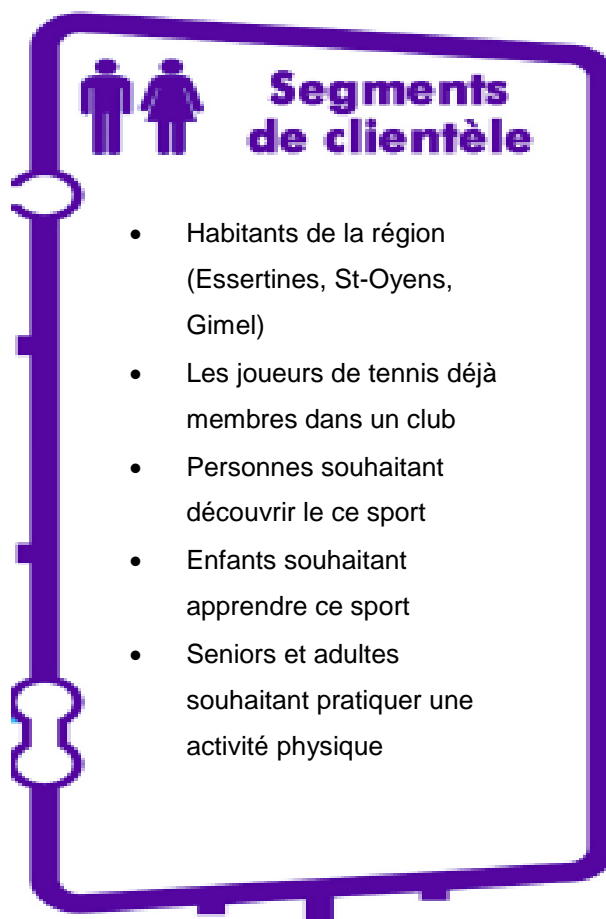 Segments
de clientèle
• Habitants de la région
(Essertines, St-Oyens,
Gimel)
• Les joueurs de tennis déjà
membres dans un club
• Personnes souhaitant
découvrir le ce sport
• Enfants souhaitant
apprendre ce sport
• Seniors et adultes
souhaitant pratiquer une
activité physique